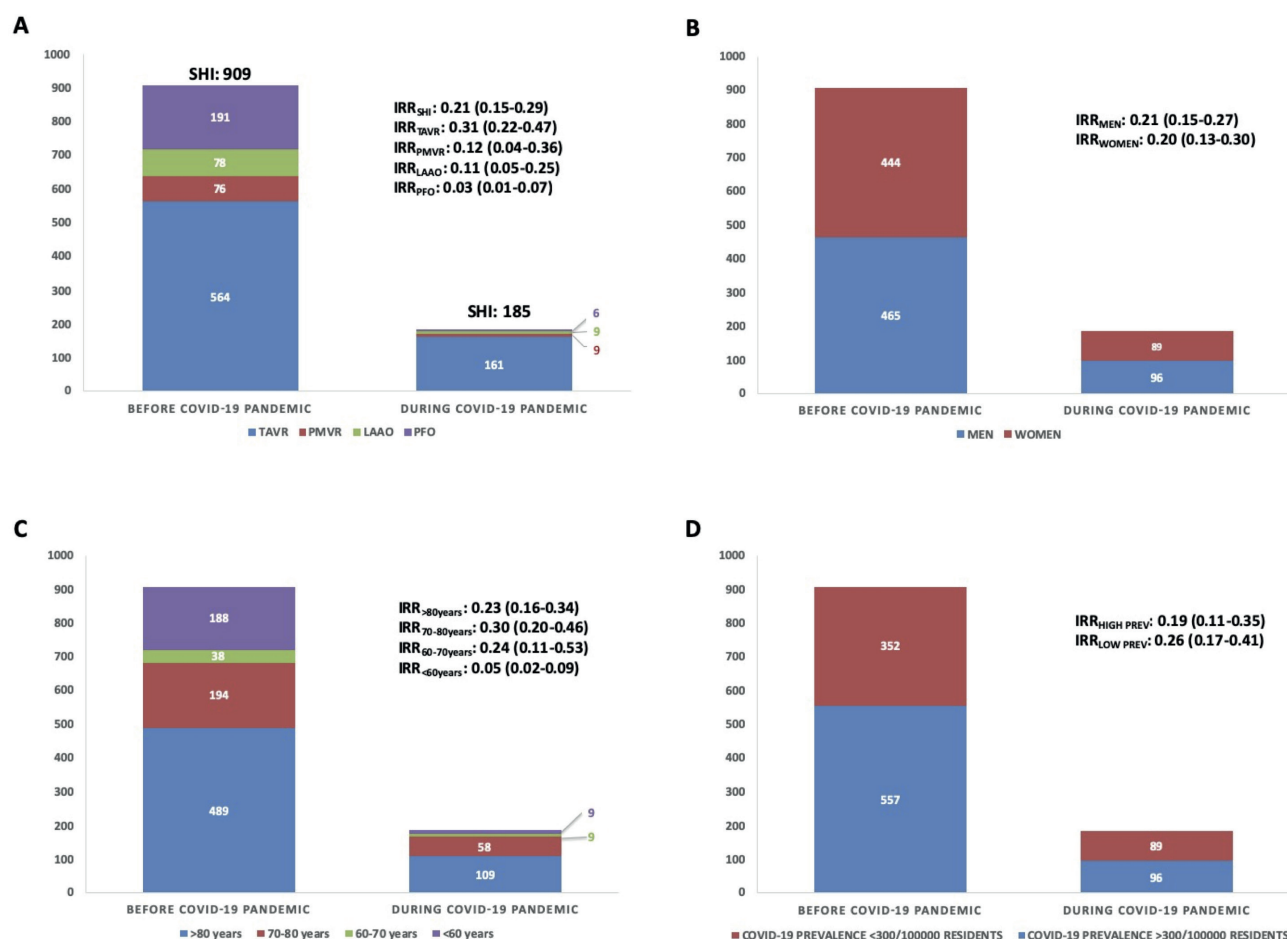 A
1000
900
800
700
600
500
400
300
200
100
0
SHI: 909
191
78
76
564
IRRSHI: 0.21 (0.15-0.29)
IRRTAVR: 0.31 (0.22-0.47)
IRRPMVR: 0.12 (0.04-0.36)
IRRLAAO: 0.11 (0.05-0.25)
IRRPFO: 0.03 (0.01-0.07)
SHI: 185
6
9
9
161
BEFORE COVID-19 PANDEMIC DURING COVID-19 PANDEMIC
TAVR PMVR LAAO PFO
B
1000
900
800
700
600
500
400
300
200
100
0
444
465
IRRMEN: 0.21 (0.15-0.27)
IRRWOMEN: 0.20 (0.13-0.30)
89
96
BEFORE COVID-19 PANDEMIC DURING COVID-19 PANDEMIC
MEN WOMEN
C
1000
900
800
700
600
500
400
300
200
100
0
188
38
194
489
IRR>80years: 0.23 (0.16-0.34)
IRR70-80years: 0.30 (0.20-0.46)
IRR60-70years: 0.24 (0.11-0.53)
IRR<60years: 0.05 (0.02-0.09)
9
9
58
109
BEFORE COVID-19 PANDEMIC DURING COVID-19 PANDEMIC
>80 years 70-80 years 60-70 years <60 years
D
1000
900
800
700
600
500
400
300
200
100
0
352
557
IRRHIGH PREV: 0.19 (0.11-0.35)
IRRLOW PREV: 0.26 (0.17-0.41)
89
96
BEFORE COVID-19 PANDEMIC DURING COVID-19 PANDEMIC
COVID-19 PREVALENCE <300/100000 RESIDENTS COVID-19 PREVALENCE >300/100000 RESIDENTS